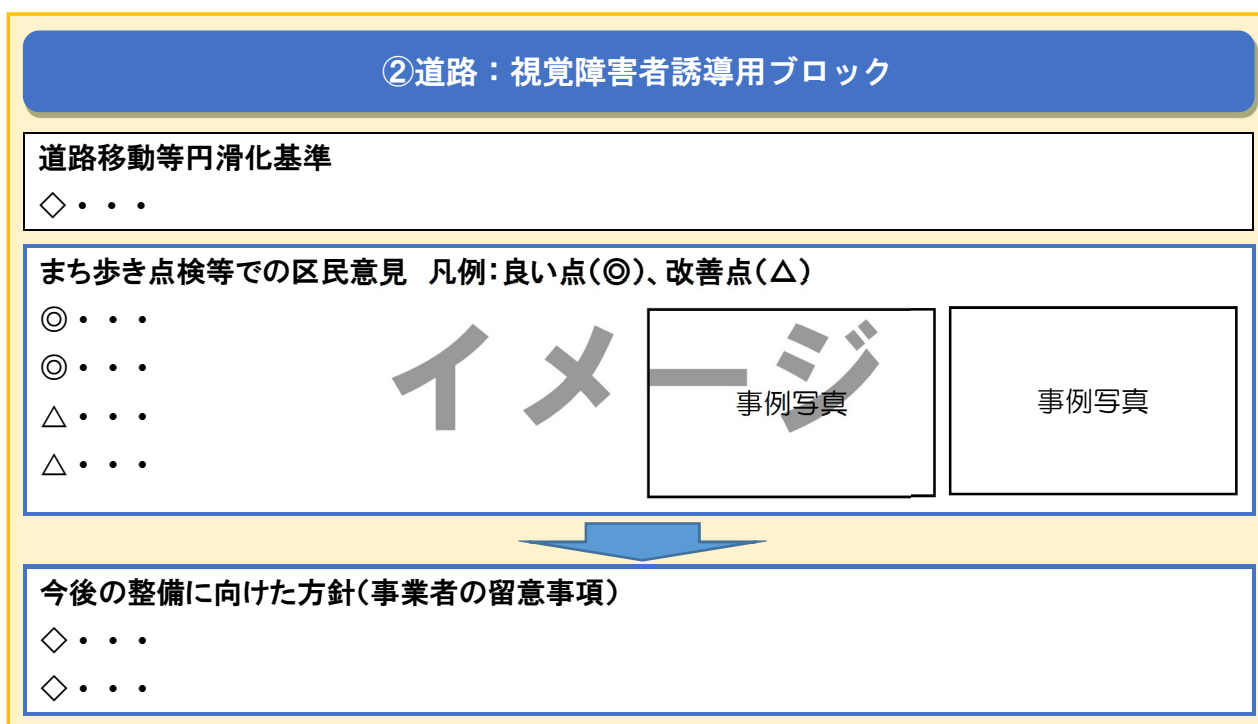 ②道路：視覚障害者誘導用ブロック
道路移動等円滑化基準
◇・・・
まち歩き点検等での区民意見　凡例：良い点（◎）、改善点（△）
◎・・・
◎・・・
△・・・
△・・・
イメージ
事例写真
事例写真
今後の整備に向けた方針（事業者の留意事項）
◇・・・
◇・・・